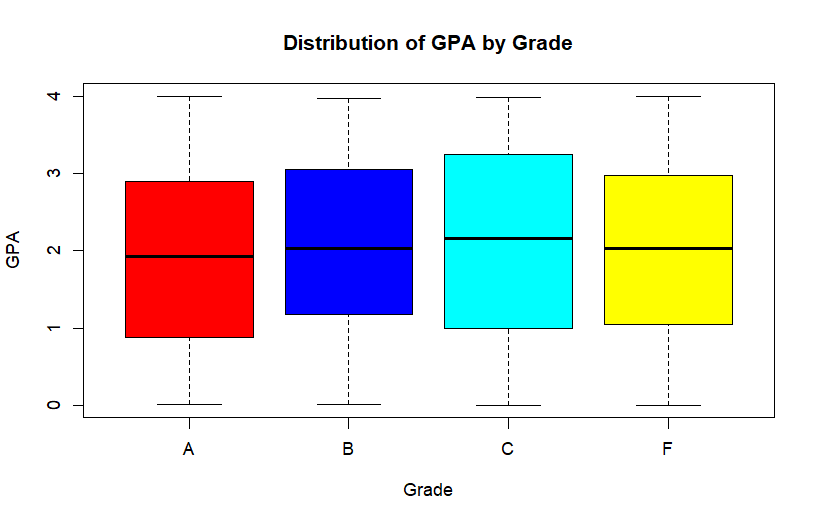 Distribution of GPA by Grade
GPA
4
3
2
1
0
A B C F
Grade